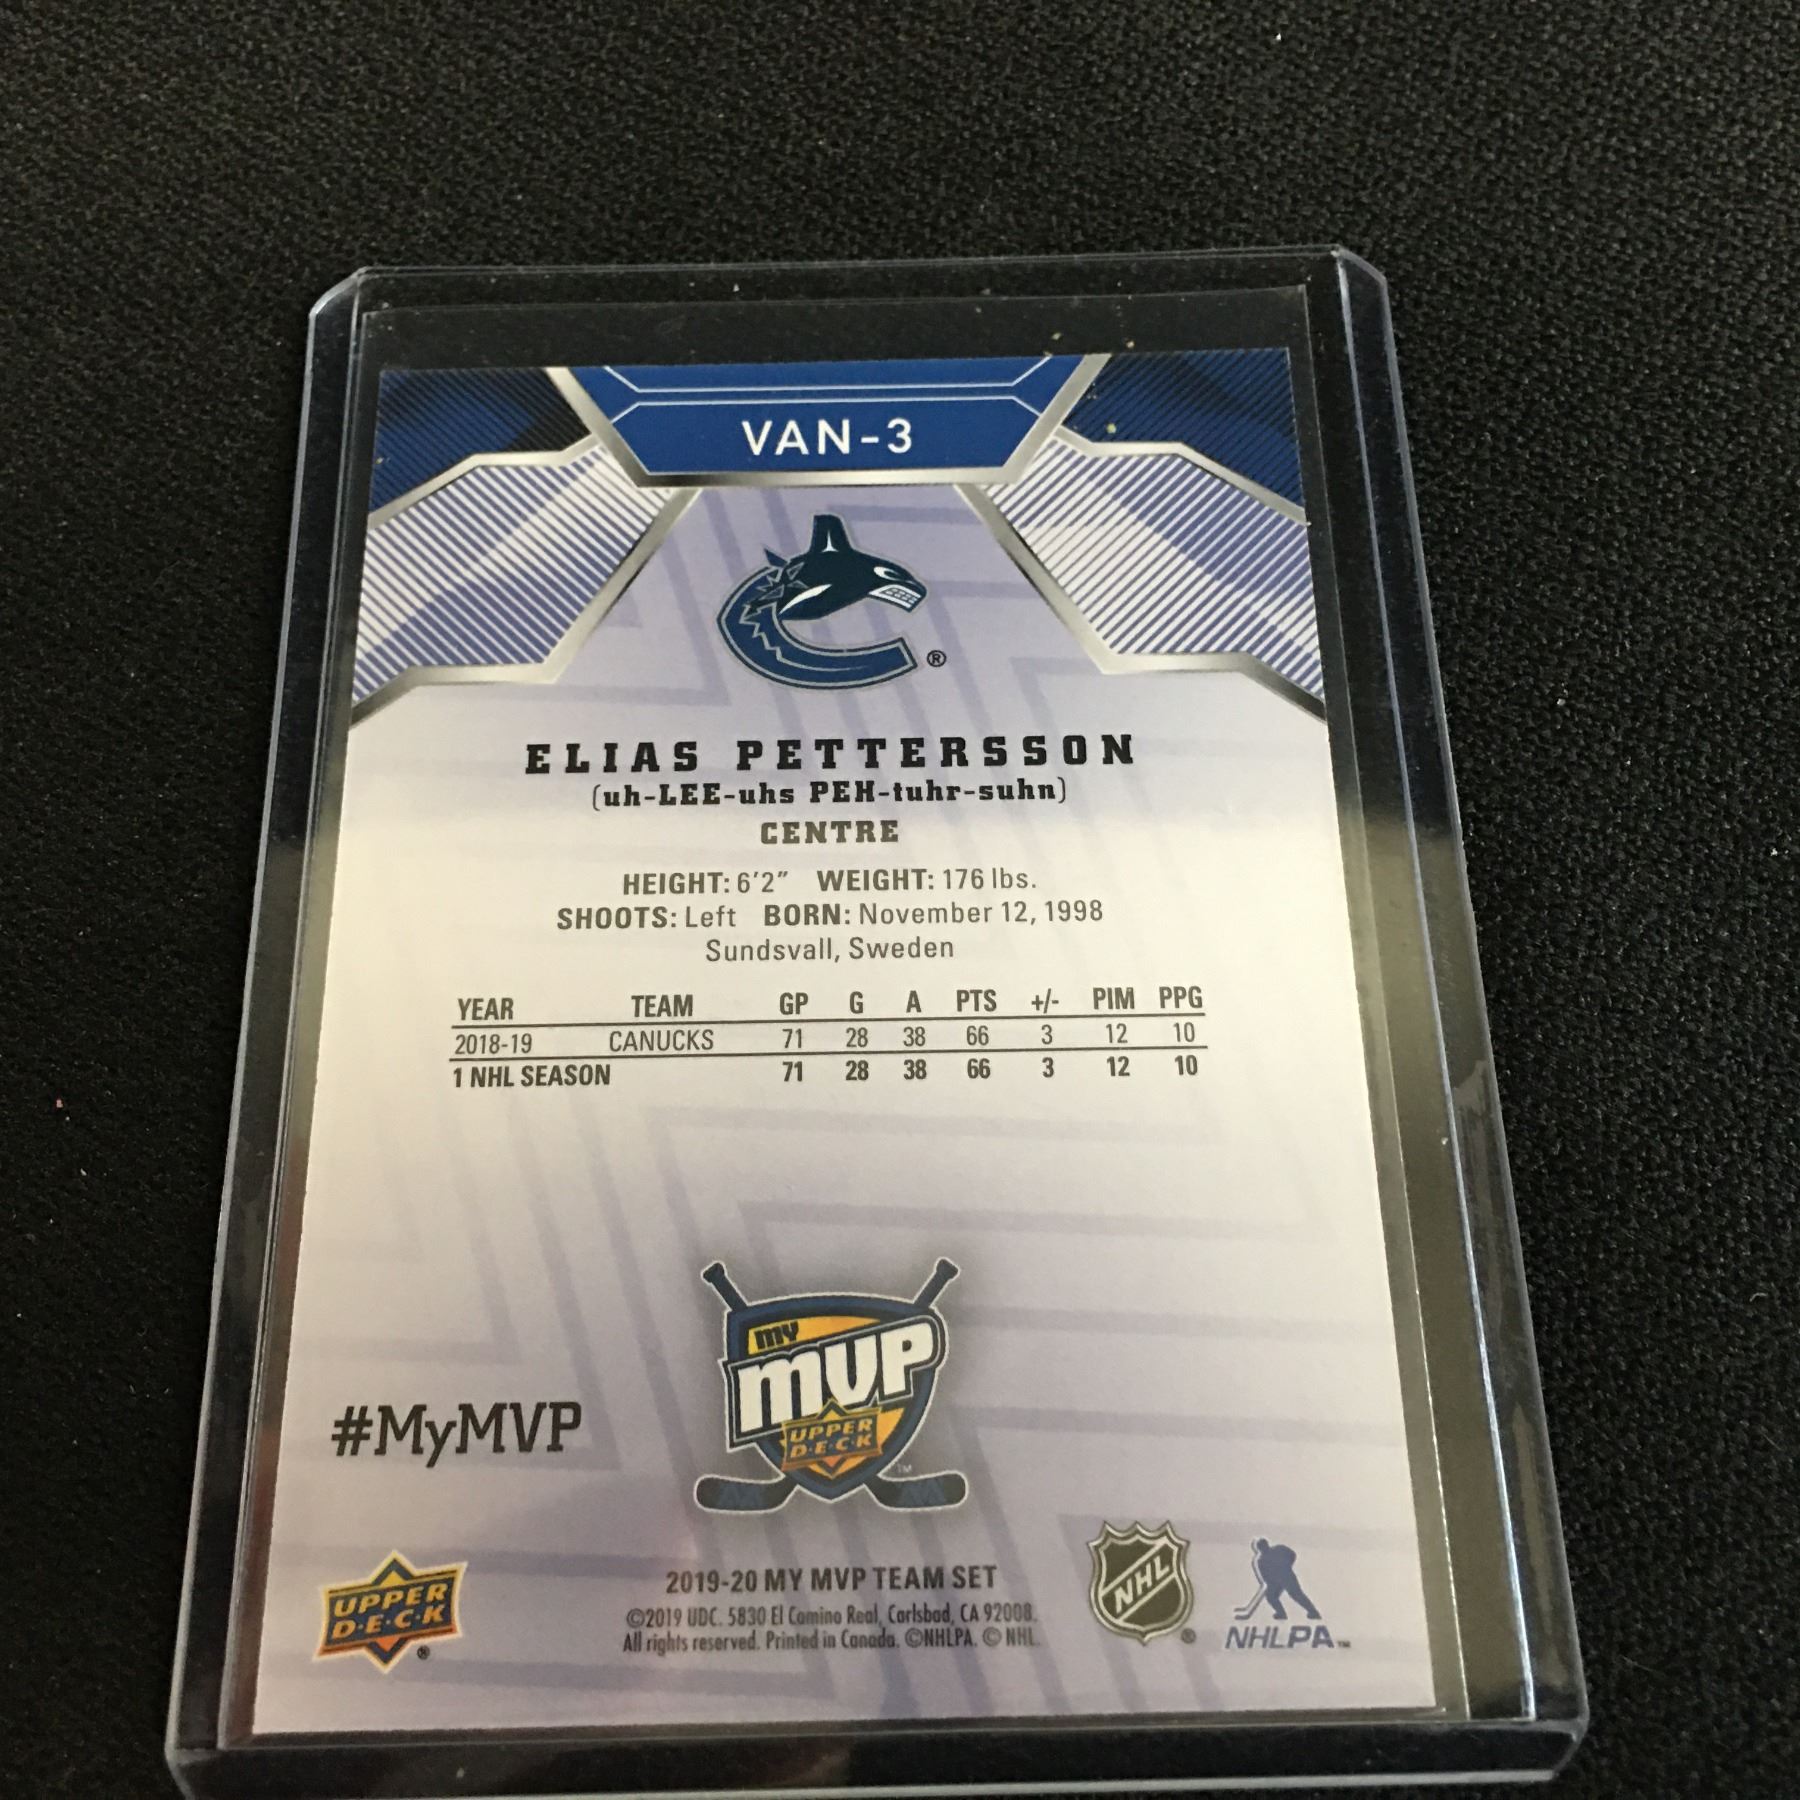 VAN-3
®
ELIAS PETTERSSON
(uh-LEE-uhs PEH-tuhr-suhn)
CENTRE
HEIGHT: 6'2" WEIGHT: 176 lbs.
SHOOTS: Left BORN: November 12, 1998
Sundsvall, Sweden
YEAR TEAM GP G A PTS +/- PIM PPG
2018-19 CANUCKS 71 28 38 66 3 12 10
1 NHL SEASON 71 28 38 66 3 12 10
my
mVP
UPPER
D·E·C·K
TM
#MyMVP
UPPER
D·E·C·K
®
2019-20 MY MVP TEAM SET
©2019 UDC. 5830 El Camino Real, Carlsbad, CA 92008.
All rights reserved. Printed in Canada. ©NHLPA. © NHL.
NHL
®
NHLPA™